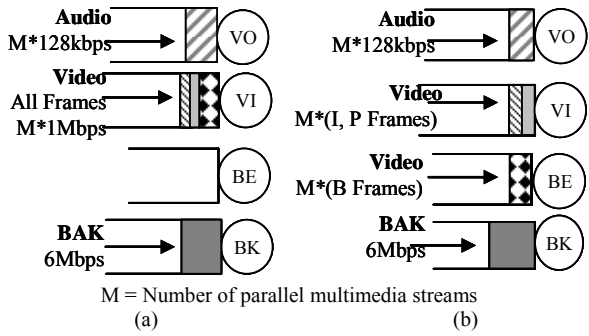 Audio
M*128kbps
VO
Video
All Frames
M*1Mbps
VI
BE
BAK
6Mbps
BK
Audio
M*128kbps
VO
Video
M*(I, P Frames)
VI
Video
M*(B Frames)
BE
BAK
6Mbps
BK
M = Number of parallel multimedia streams
(a)
(b)